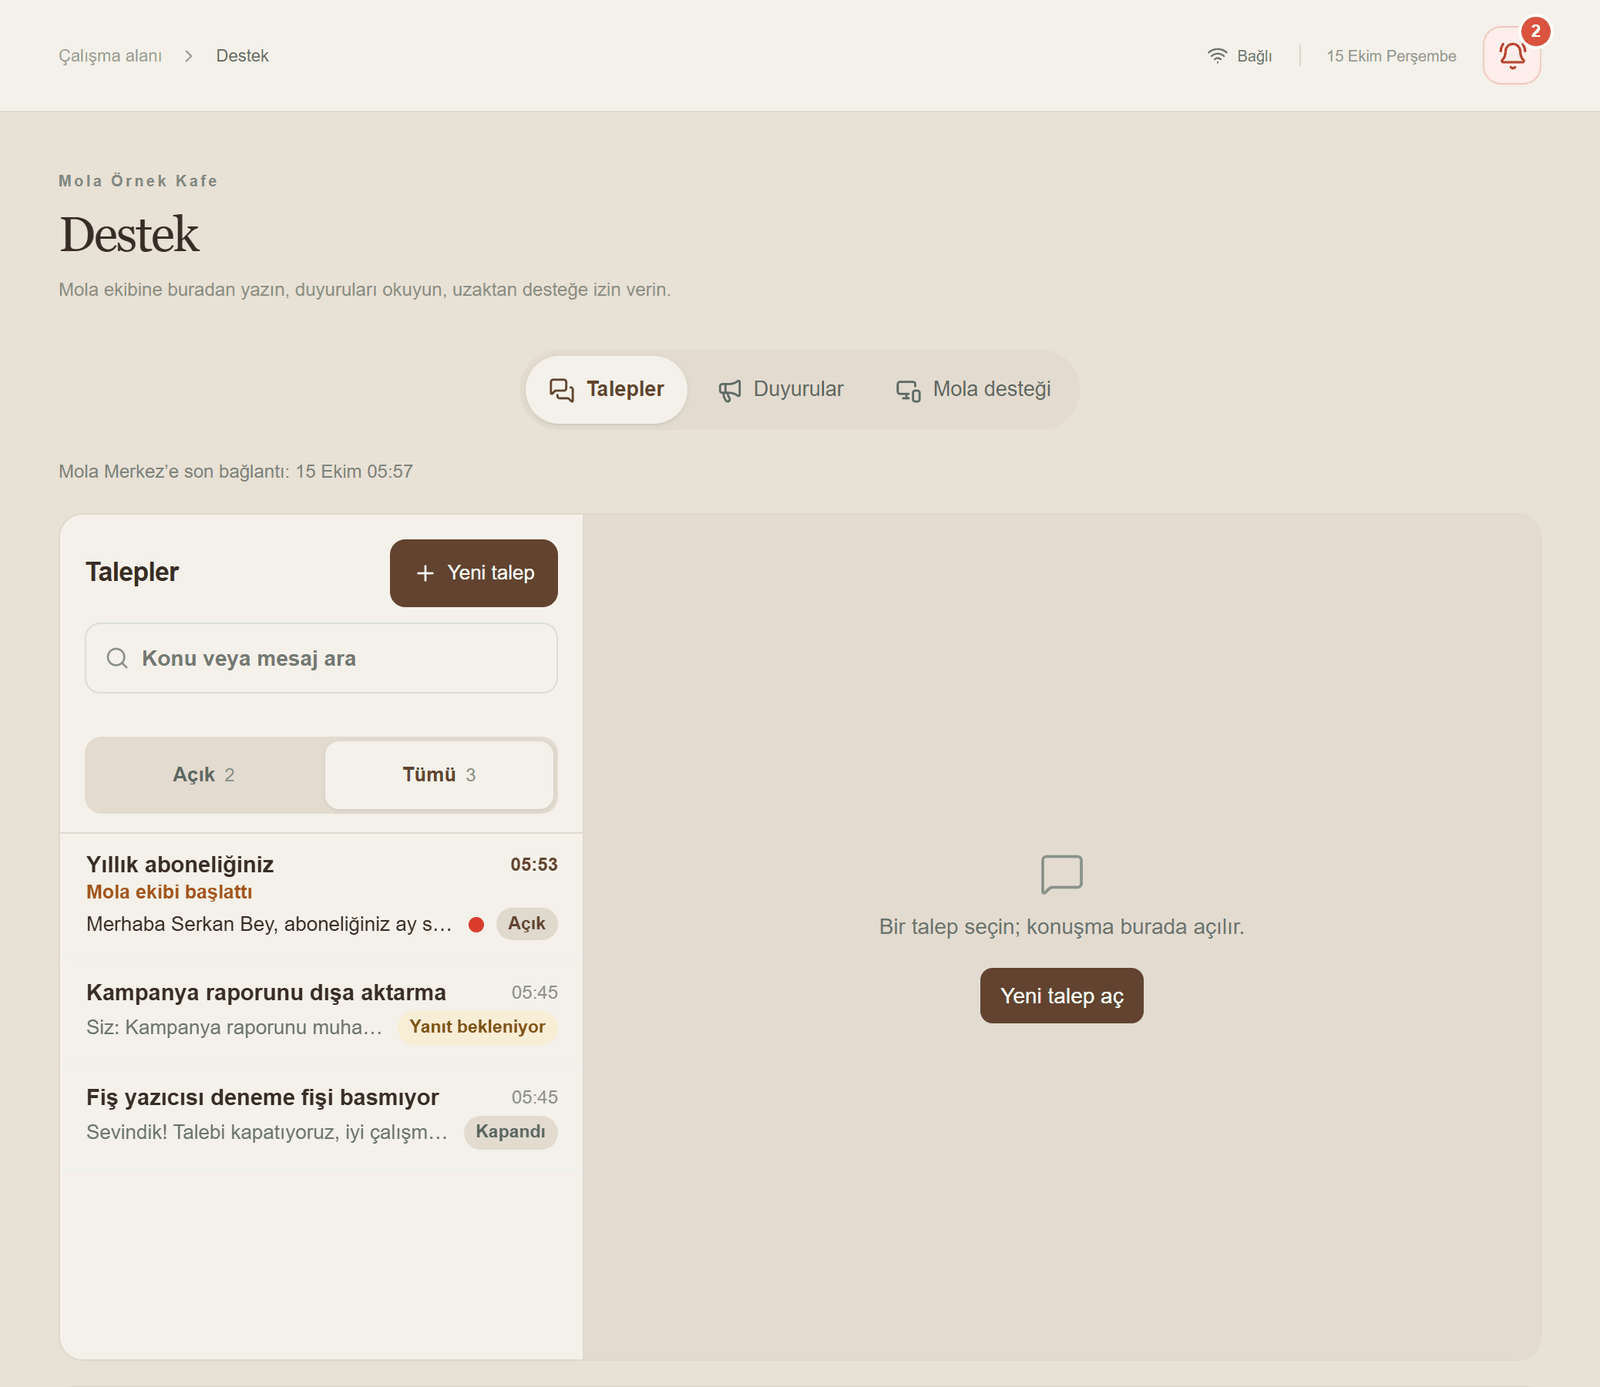 Çalışma alanı > Destek
Bağlı
15 Ekim Perşembe
2
Mola Örnek Kafe
Destek
Mola ekibine buradan yazın, duyuruları okuyun, uzaktan desteğe izin verin.
Talepler
Duyurular
Mola desteği
Mola Merkez’e son bağlantı: 15 Ekim 05:57
Talepler
+ Yeni talep
Konu veya mesaj ara
Açık 2
Tümü 3
Yıllık aboneliğiniz 05:53
Mola ekibi başlattı
Merhaba Serkan Bey, aboneliğiniz ay s… Açık
Kampanya raporunu dışa aktarma 05:45
Siz: Kampanya raporunu muha… Yanıt bekleniyor
Fiş yazıcısı deneme fişi basmıyor 05:45
Sevindik! Talebi kapatıyoruz, iyi çalışm… Kapandı
Bir talep seçin; konuşma burada açılır.
Yeni talep aç